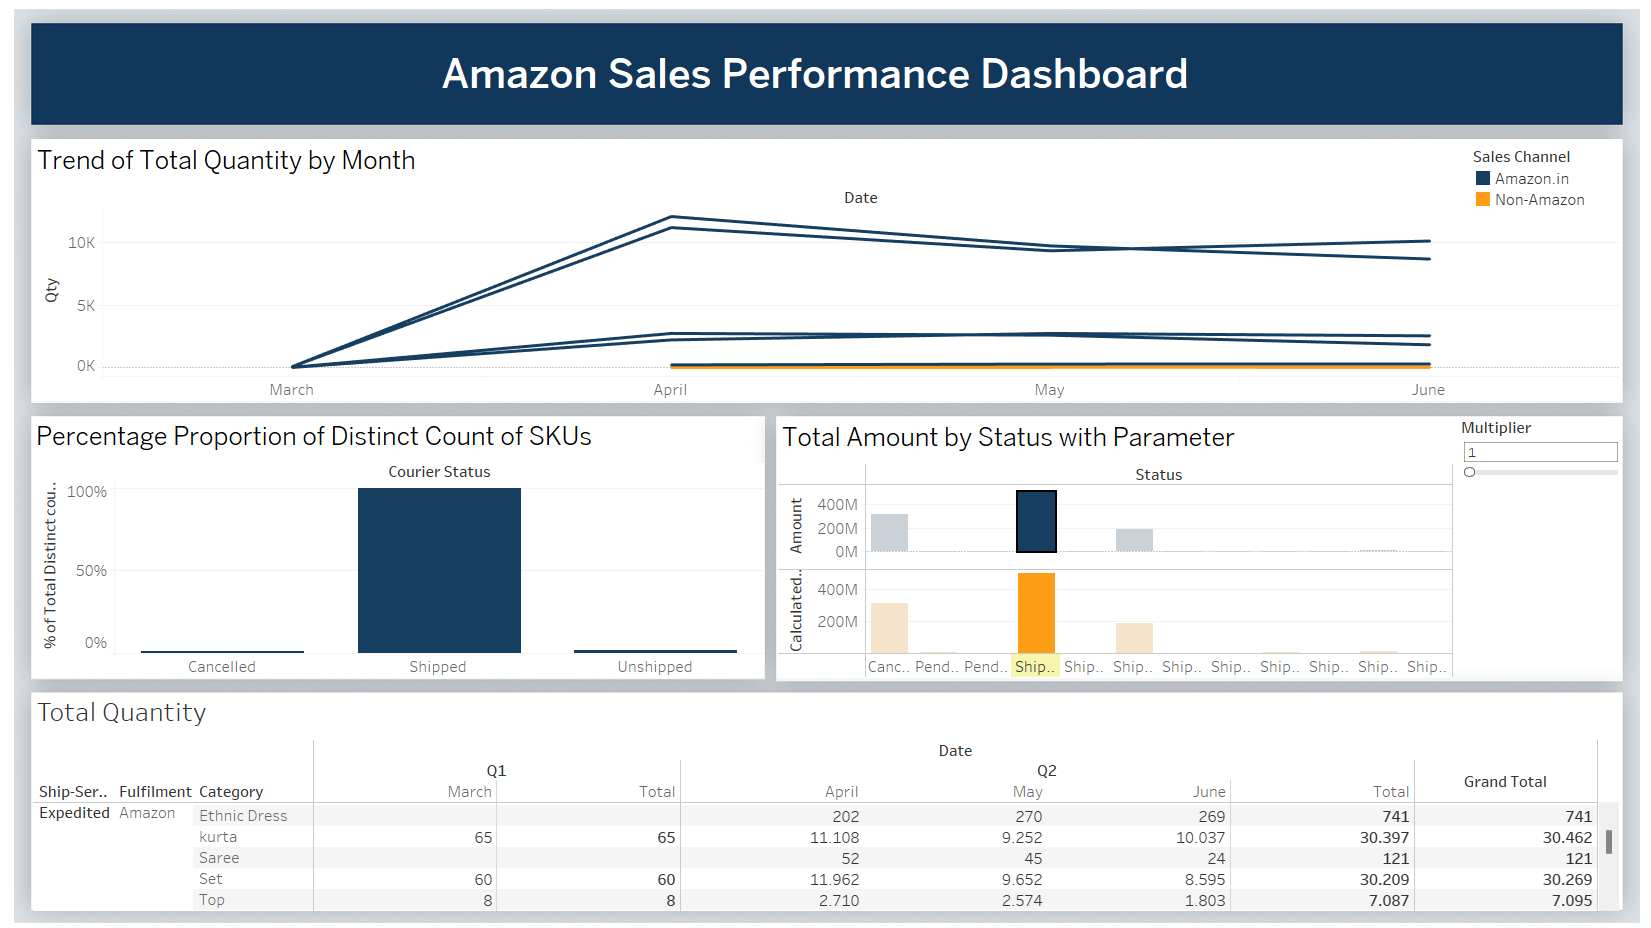 Amazon Sales Performance Dashboard
Trend of Total Quantity by Month
Sales Channel
Amazon.in
Non-Amazon
Date
Qty
10K
5K
0K
March April May June
Percentage Proportion of Distinct Count of SKUs
Courier Status
% of Total Distinct cou..
100%
50%
0%
Cancelled Shipped Unshipped
Total Amount by Status with Parameter
Multiplier
1
Status
Amount
400M
200M
0M
Calculated..
400M
200M
Canc.. Pend.. Pend.. Ship.. Ship.. Ship.. Ship.. Ship.. Ship.. Ship.. Ship.. Ship..
Total Quantity
Date
Q1 Q2 Grand Total
Ship-Ser.. Fulfilment Category March Total April May June Total
Expedited Amazon Ethnic Dress 202 270 269 741 741
kurta 65 65 11.108 9.252 10.037 30.397 30.462
Saree 52 45 24 121 121
Set 60 60 11.962 9.652 8.595 30.209 30.269
Top 8 8 2.710 2.574 1.803 7.087 7.095